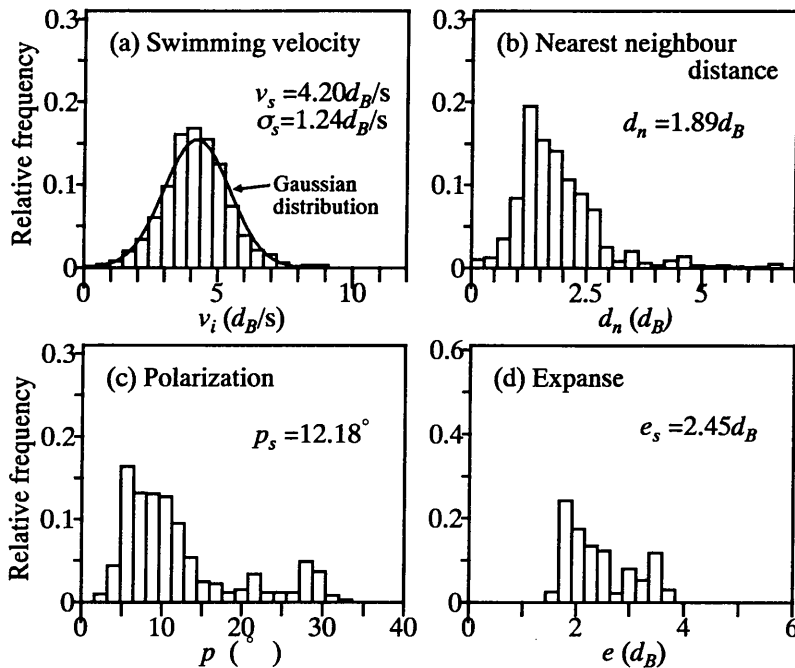 0.3
0.2
0.1
0
Relative frequency
(a) Swimming velocity
v_s =4.20d_B/s
σ_s=1.24d_B/s
Gaussian
distribution
0 5 10
v_i (d_B/s)
0.3
0.2
0.1
0
(b) Nearest neighbour
distance
d_n =1.89d_B
0 2.5 5
d_n (d_B)
0.3
0.2
0.1
0
Relative frequency
(c) Polarization
p_s =12.18°
0 10 20 30 40
p (°)
0.6
0.4
0.2
0
(d) Expanse
e_s =2.45d_B
0 2 4 6
e (d_B)